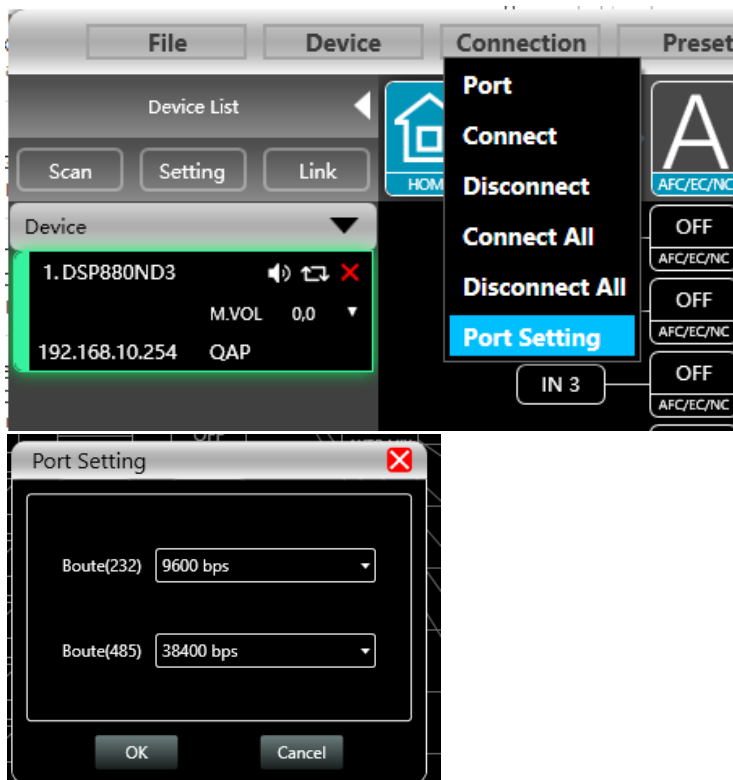 File Device Connection Preset
Device List
Port
Connect
Scan Setting Link
Disconnect
HOM
AFC/EC/NC
A
Device
Connect All
OFF
AFC/EC/NC
1. DSP880ND3
Disconnect All
OFF
M.VOL 0,0
AFC/EC/NC
Port Setting
192.168.10.254 QAP
OFF
IN 3
AFC/EC/NC
Port Setting
Boute(232) 9600 bps
Boute(485) 38400 bps
OK Cancel